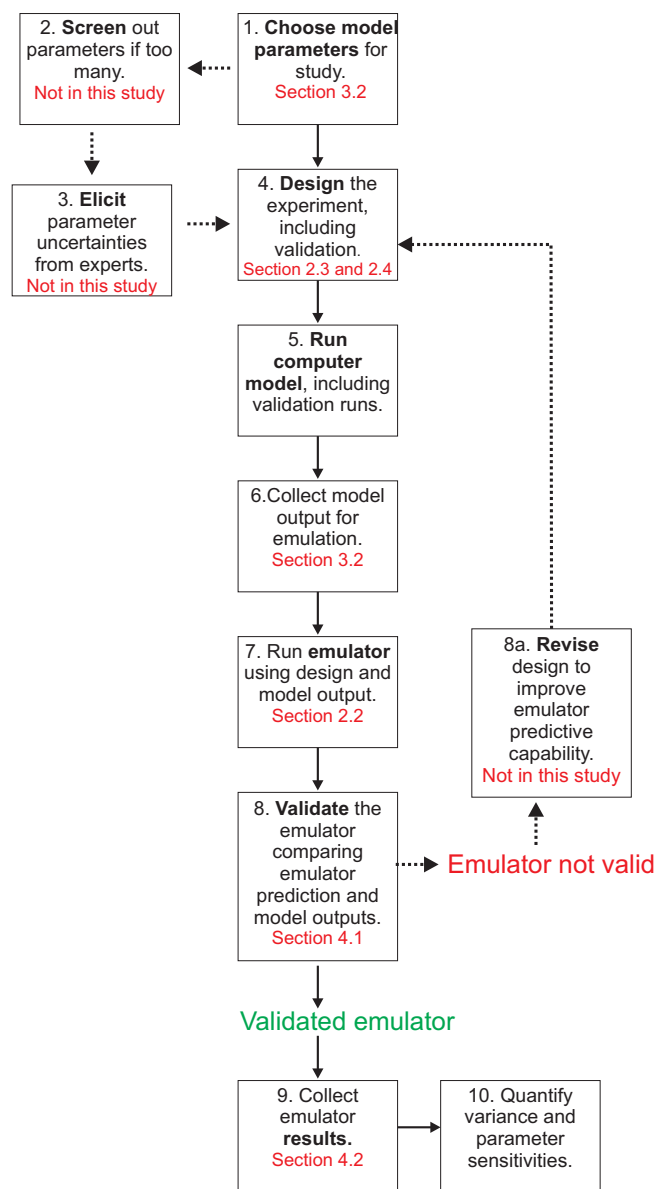 2. Screen out
parameters if too
many.
Not in this study
1. Choose model
parameters for
study.
Section 3.2
3. Elicit
parameter
uncertainties
from experts.
Not in this study
4. Design the
experiment,
including
validation.
Section 2.3 and 2.4
5. Run
computer
model, including
validation runs.
6.Collect model
output for
emulation.
Section 3.2
7. Run emulator
using design and
model output.
Section 2.2
8a. Revise
design to
improve
emulator
predictive
capability.
Not in this study
8. Validate the
emulator
comparing
emulator
prediction and
model outputs.
Section 4.1
Emulator not valid
Validated emulator
9. Collect
emulator
results.
Section 4.2
10. Quantify
variance and
parameter
sensitivities.